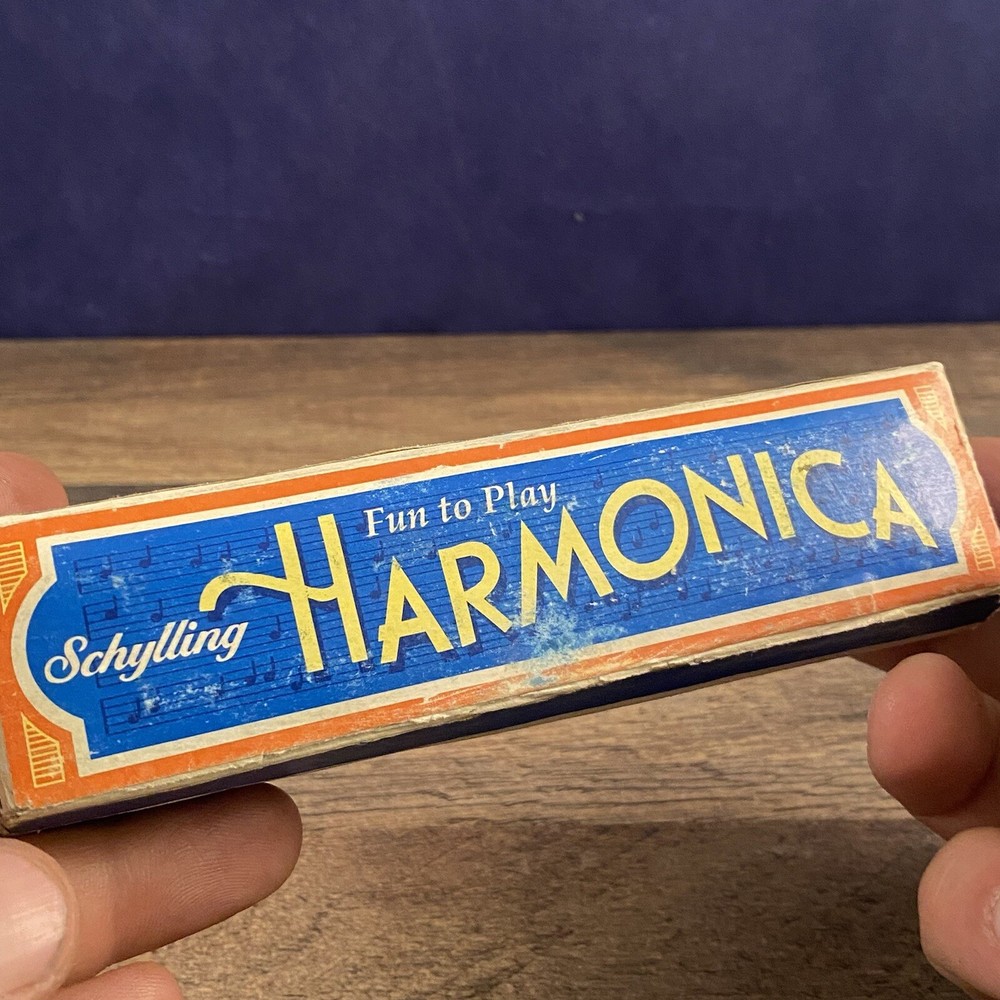 Fun to Play
HARMONICA
Schylling